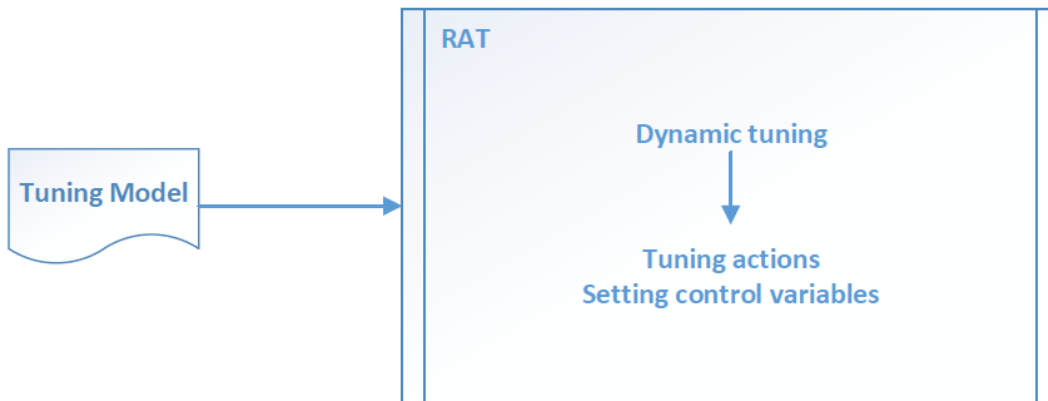 RAT
Dynamic tuning
Tuning Model
Tuning actions
Setting control variables